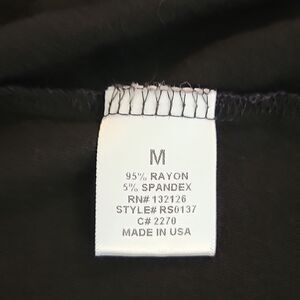 M
95% RAYON
5% SPANDEX
RN# 132126
STYLE# RS0137
C# 2270
MADE IN USA